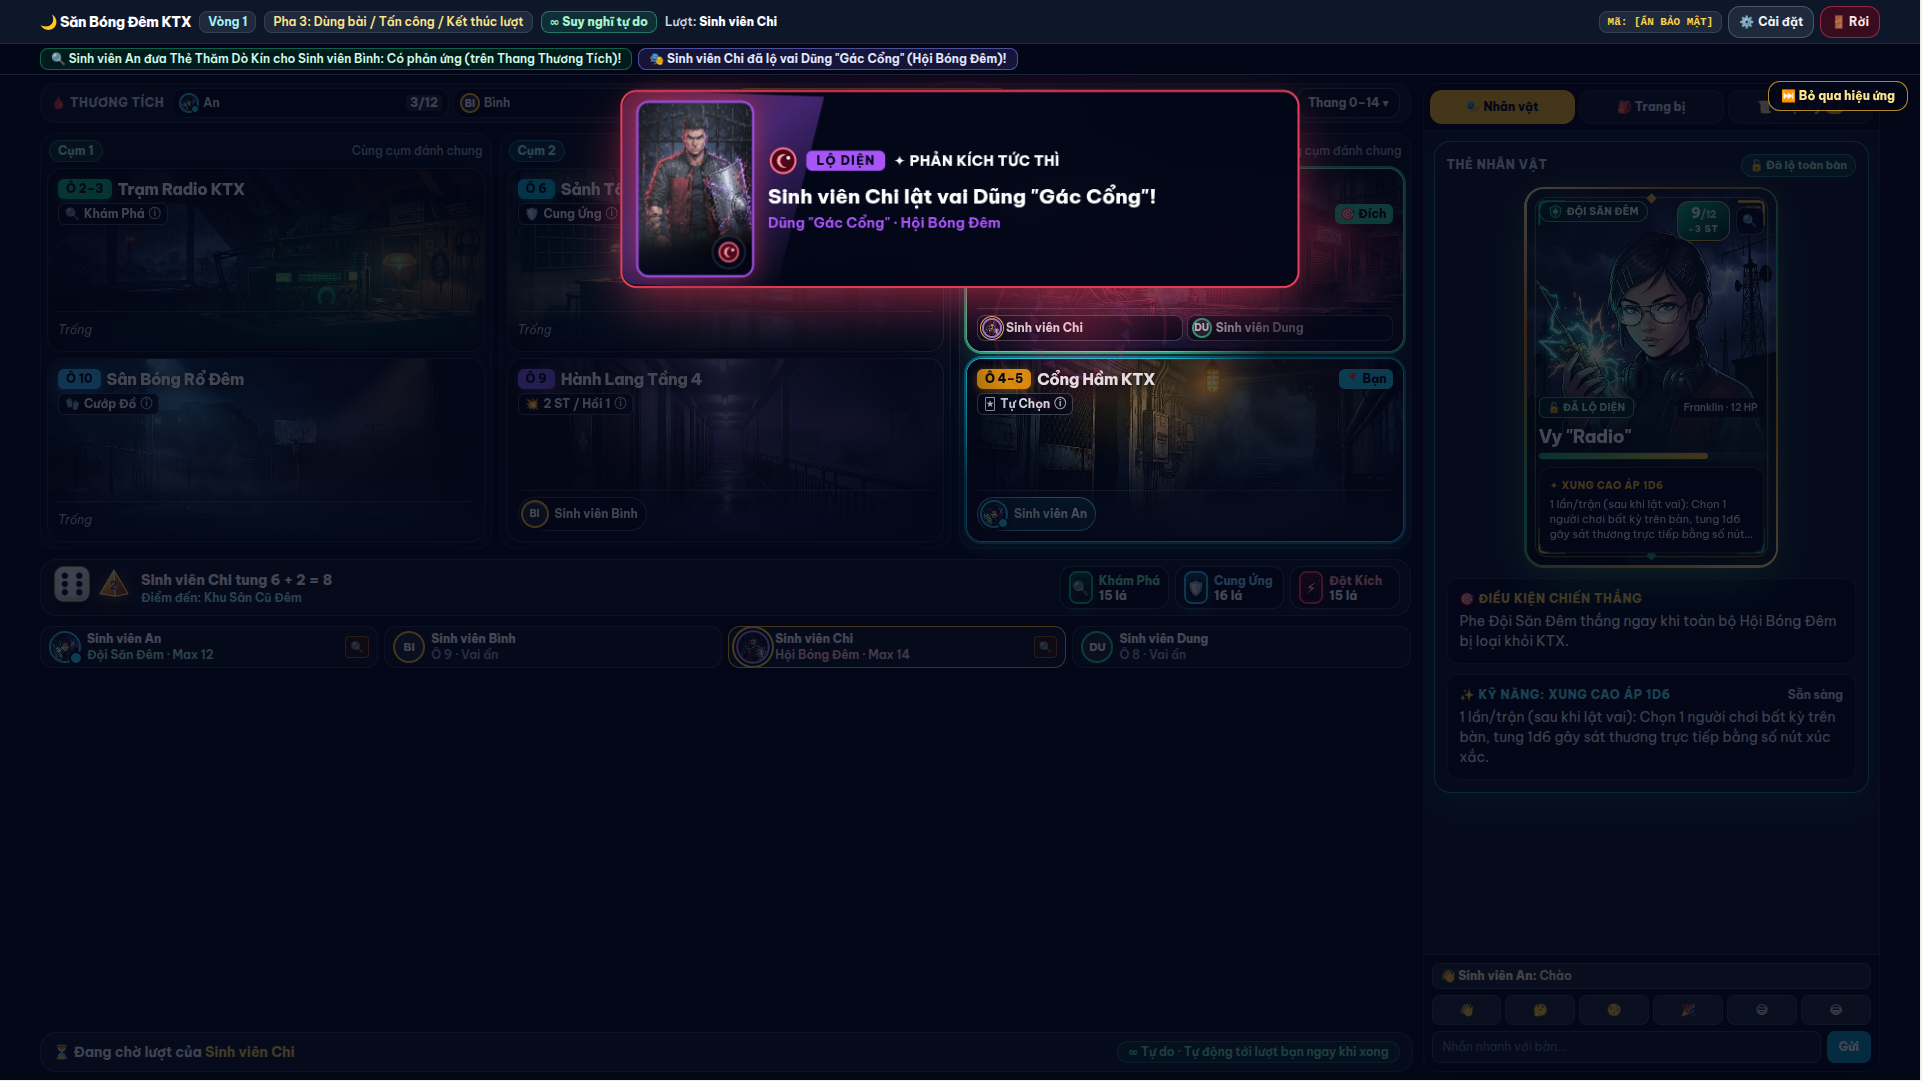 🌙 Săn Bóng Đêm KTX
Vòng 1
Pha 3: Dùng bài / Tấn công / Kết thúc lượt
∞ Suy nghĩ tự do
Lượt: Sinh viên Chi
Mã: [ẨN BẢO MẬT]
⚙️ Cài đặt
🚪 Rời
🔍 Sinh viên An đưa Thẻ Thăm Dò Kín cho Sinh viên Bình: Có phản ứng (trên Thang Thương Tích)!
🎭 Sinh viên Chi đã lộ vai Dũng "Gác Cổng" (Hội Bóng Đêm)!
🩸 THƯƠNG TÍCH
An
3/12
BI Bình
Thang 0–14 ▾
⏩ Bỏ qua hiệu ứng
LỘ DIỆN
✦ PHẢN KÍCH TỨC THÌ
Sinh viên Chi lật vai Dũng "Gác Cổng"!
Dũng "Gác Cổng" · Hội Bóng Đêm
Cụm 1
Cùng cụm đánh chung
Ô 2–3 Trạm Radio KTX
🔍 Khám Phá ⓘ
Trống
Ô 10 Sân Bóng Rổ Đêm
Cướp Đồ ⓘ
Trống
Cụm 2
Ô 6
Cung Ứng ⓘ
Trống
Ô 9 Hành Lang Tầng 4
💥 2 ST / Hồi 1 ⓘ
BI Sinh viên Bình
cụm đánh chung
🎯 Đích
Sinh viên Chi
DU Sinh viên Dung
Ô 4–5 Cổng Hầm KTX
📍 Bạn
🃏 Tự Chọn ⓘ
Sinh viên An
Sinh viên Chi tung 6 + 2 = 8
Điểm đến: Khu Sân Cũ Đêm
Khám Phá
15 lá
Cung Ứng
16 lá
Đột Kích
15 lá
Sinh viên An
Đội Săn Đêm · Max 12
BI
Sinh viên Bình
Ô 9 · Vai ẩn
Sinh viên Chi
Hội Bóng Đêm · Max 14
DU
Sinh viên Dung
Ô 8 · Vai ẩn
⏳ Đang chờ lượt của Sinh viên Chi
∞ Tự do · Tự động tới lượt bạn ngay khi xong
🎭 Nhân vật
🎒 Trang bị
THẺ NHÂN VẬT
🔓 Đã lộ toàn bàn
ĐỘI SĂN ĐÊM
9/12
-3 ST
🔓 ĐÃ LỘ DIỆN
Franklin · 12 HP
Vy "Radio"
✦ XUNG CAO ÁP 1D6
1 lần/trận (sau khi lật vai): Chọn 1
người chơi bất kỳ trên bàn, tung 1d6
gây sát thương trực tiếp bằng số nút...
🎯 ĐIỀU KIỆN CHIẾN THẮNG
Phe Đội Săn Đêm thắng ngay khi toàn bộ Hội Bóng Đêm
bị loại khỏi KTX.
✨ KỸ NĂNG: XUNG CAO ÁP 1D6
Sẵn sàng
1 lần/trận (sau khi lật vai): Chọn 1 người chơi bất kỳ trên
bàn, tung 1d6 gây sát thương trực tiếp bằng số nút xúc
xắc.
👋 Sinh viên An: Chào
Nhắn nhanh với bàn...
Gửi